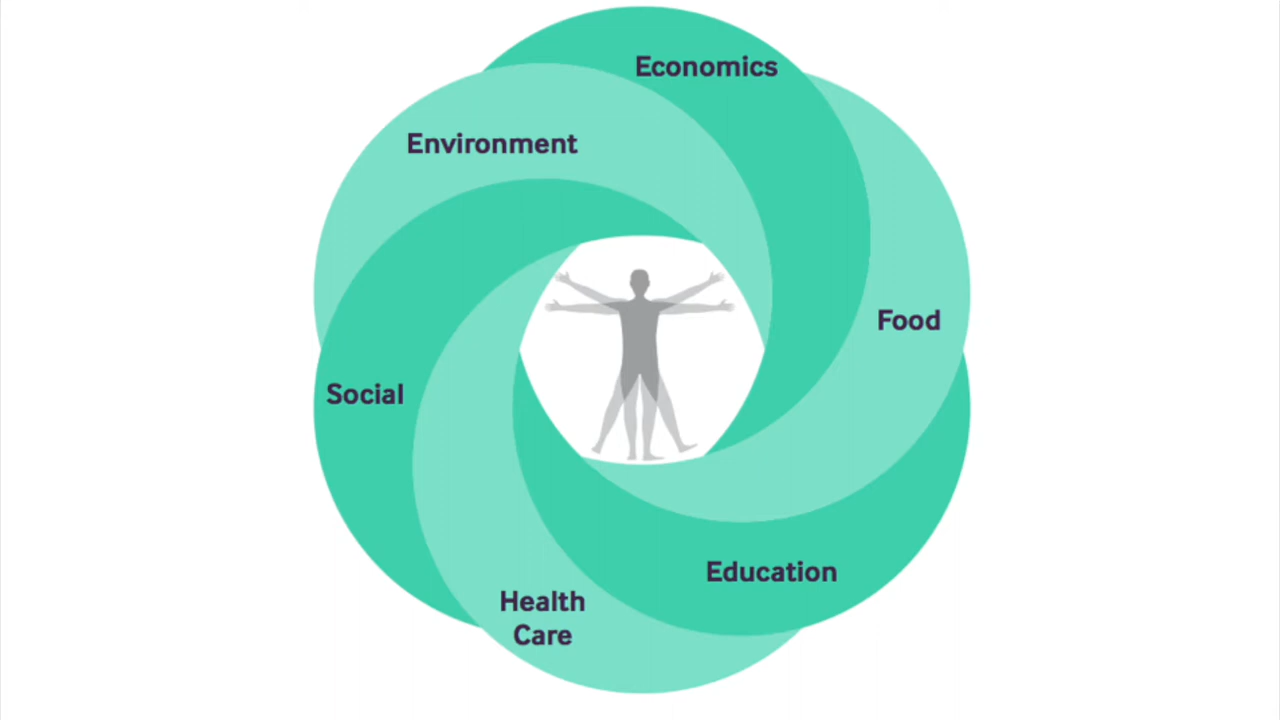 Economics
Environment
Food
Social
Education
Health
Care